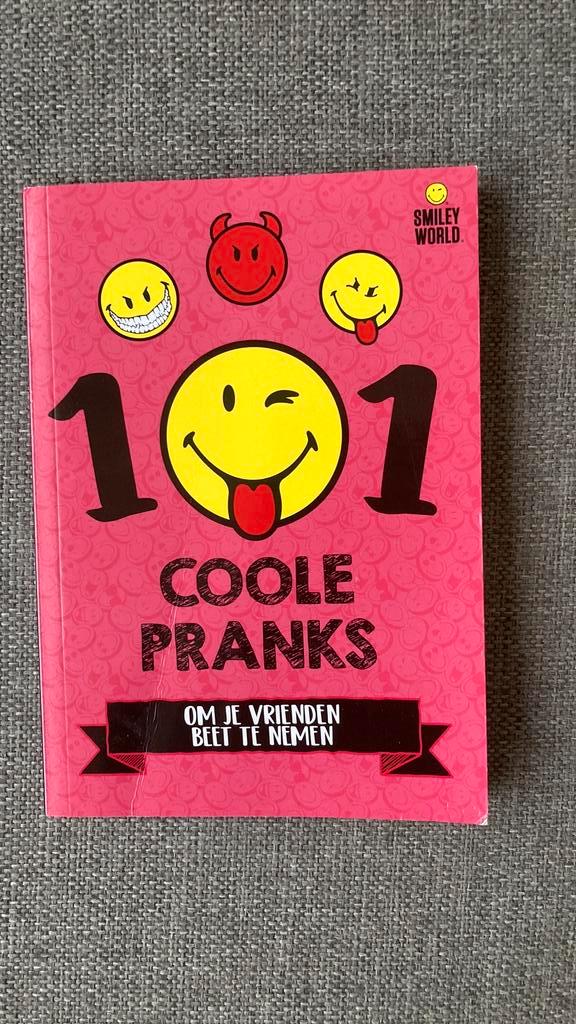 SMILEY
WORLD
101
COOLE
PRANKS
OM JE VRIENDEN
BEET TE NEMEN